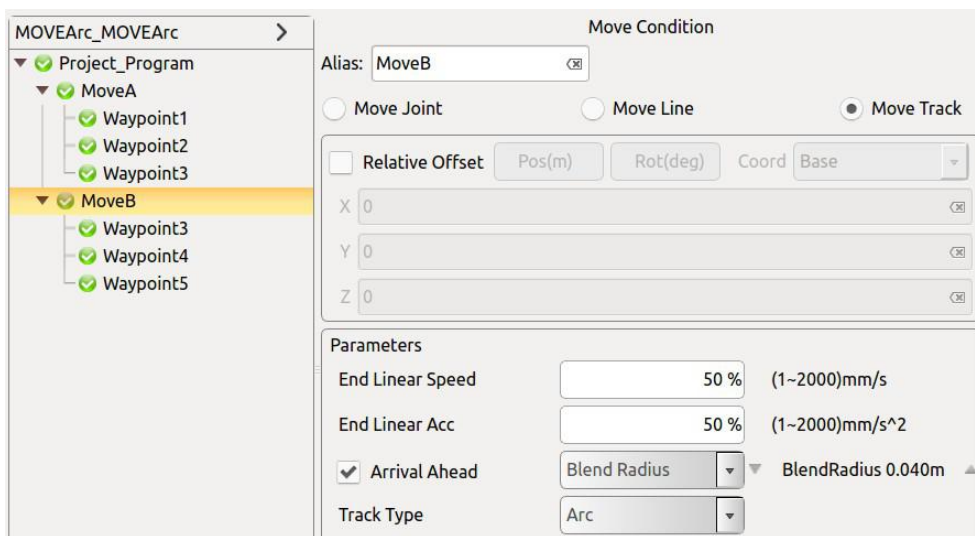 MOVEArc_MOVEArc
Project_Program
MoveA
Waypoint1
Waypoint2
Waypoint3
MoveB
Waypoint3
Waypoint4
Waypoint5
Move Condition
Alias: MoveB
Move Joint Move Line Move Track
Relative Offset Pos(m) Rot(deg) Coord Base
X 0
Y 0
Z 0
Parameters
End Linear Speed 50 % (1~2000)mm/s
End Linear Acc 50 % (1~2000)mm/s^2
Arrival Ahead Blend Radius BlendRadius 0.040m
Track Type Arc